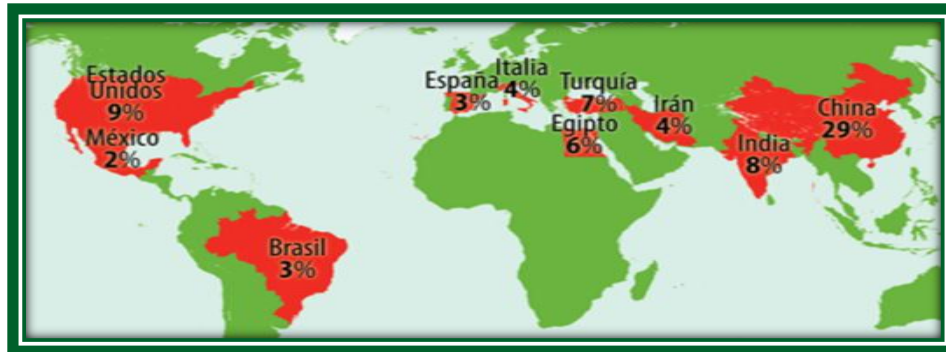 Estados
Unidos
9%
México
2%
Brasil
3%
España
3%
Italia
4%
Turquía
7%
Egipto
6%
Irán
4%
India
8%
China
29%